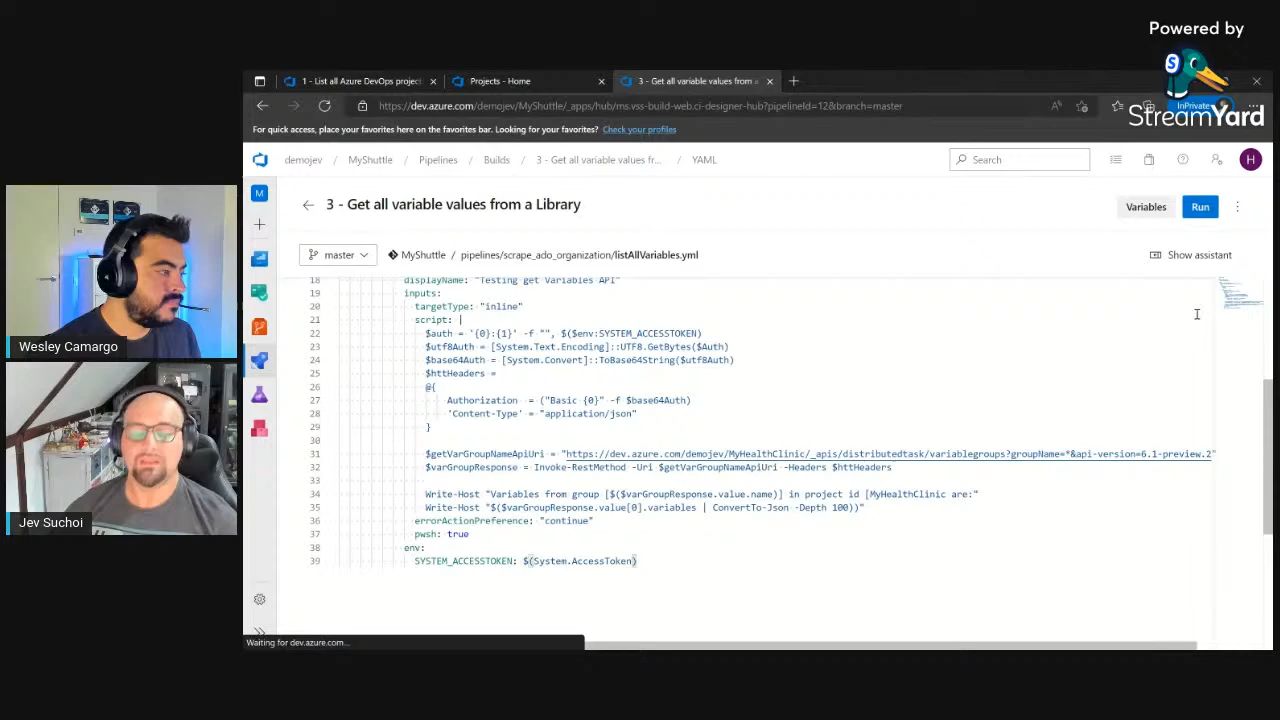 Powered by
StreamYard
1 - List all Azure DevOps project
Projects - Home
3 - Get all variable values from a
https://dev.azure.com/demojev/MyShuttle/_apps/hub/ms.vss-build-web.ci-designer-hub?pipelineId=12&branch=master
InPrivate
For quick access, place your favorites here on the favorites bar. Looking for your favorites? Check your profiles
demojev
MyShuttle
Pipelines
Builds
3 - Get all variable values fr...
YAML
Search
H
M
3 - Get all variable values from a Library
Variables
Run
master
MyShuttle / pipelines/scrape_ado_organization/listAllVariables.yml
Show assistant
18 displayName: "Testing get Variables API"
19 inputs:
20 targetType: "inline"
21 script: |
22 $auth = '{0}:{1}' -f "", $($env:SYSTEM_ACCESSTOKEN)
23 $utf8Auth = [System.Text.Encoding]::UTF8.GetBytes($Auth)
24 $base64Auth = [System.Convert]::ToBase64String($utf8Auth)
25 $httHeaders =
26 @{
27 Authorization = ("Basic {0}" -f $base64Auth)
28 'Content-Type' = "application/json"
29 }
30
31 $getVarGroupNameApiUri = "https://dev.azure.com/demojev/MyHealthClinic/_apis/distributedtask/variablegroups?groupName=*&api-version=6.1-preview.2"
32 $varGroupResponse = Invoke-RestMethod -Uri $getVarGroupNameApiUri -Headers $httHeaders
33
34 Write-Host "Variables from group [$($varGroupResponse.value.name)] in project id [MyHealthClinic are:"
35 Write-Host "$($varGroupResponse.value[0].variables | ConvertTo-Json -Depth 100))"
36 errorActionPreference: "continue"
37 pwsh: true
38 env:
39 SYSTEM_ACCESSTOKEN: $(System.AccessToken)
Waiting for dev.azure.com...
Wesley Camargo
Jev Suchoi